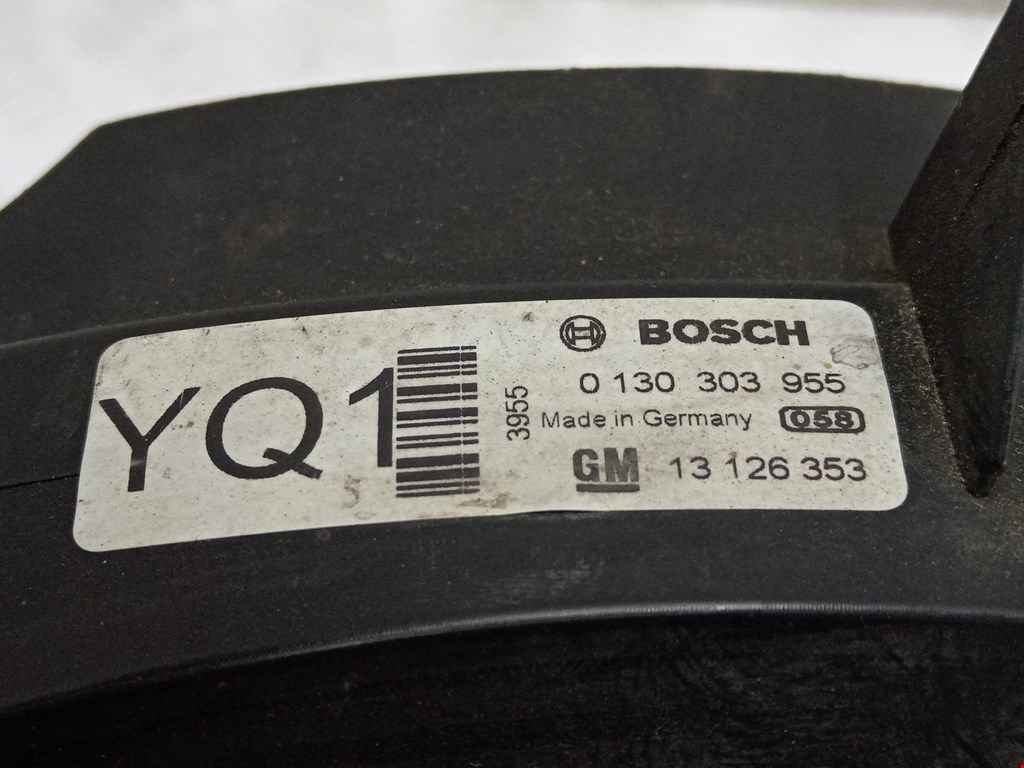 YQ1
3955
BOSCH
0 130 303 955
Made in Germany 058
GM 13 126 353